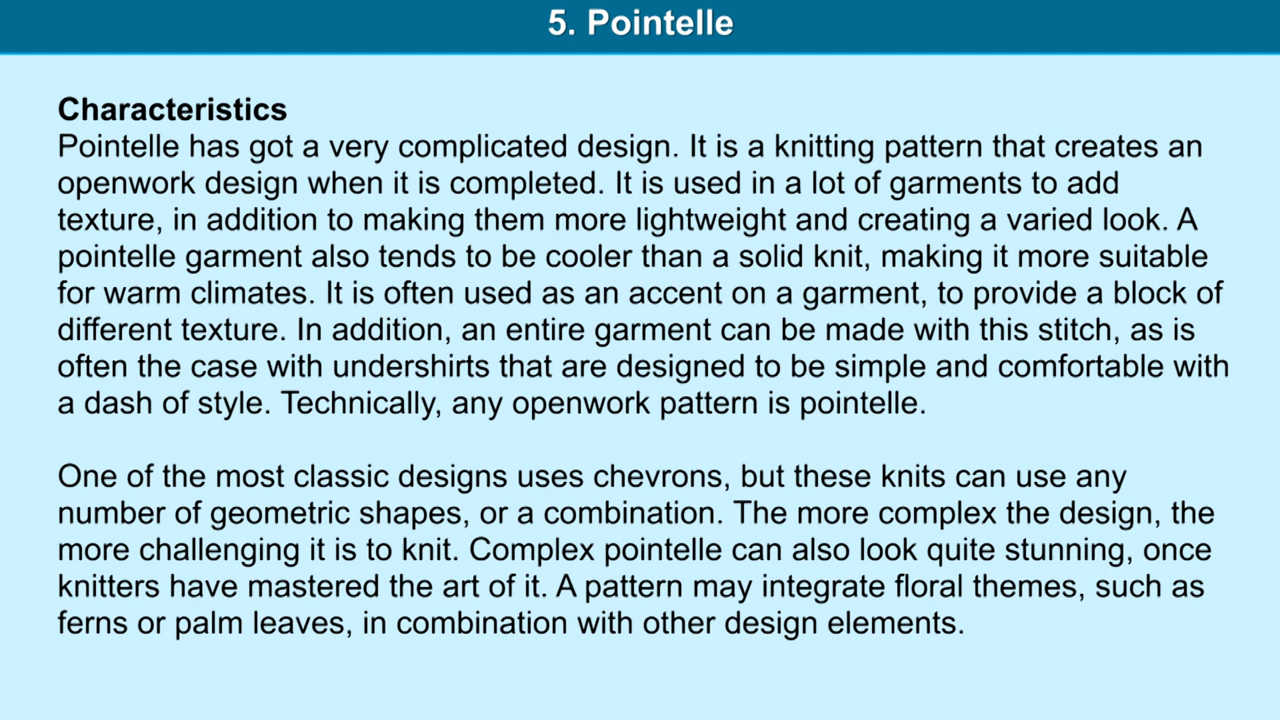 5. Pointelle
Characteristics
Pointelle has got a very complicated design. It is a knitting pattern that creates an
openwork design when it is completed. It is used in a lot of garments to add
texture, in addition to making them more lightweight and creating a varied look. A
pointelle garment also tends to be cooler than a solid knit, making it more suitable
for warm climates. It is often used as an accent on a garment, to provide a block of
different texture. In addition, an entire garment can be made with this stitch, as is
often the case with undershirts that are designed to be simple and comfortable with
a dash of style. Technically, any openwork pattern is pointelle.
One of the most classic designs uses chevrons, but these knits can use any
number of geometric shapes, or a combination. The more complex the design, the
more challenging it is to knit. Complex pointelle can also look quite stunning, once
knitters have mastered the art of it. A pattern may integrate floral themes, such as
ferns or palm leaves, in combination with other design elements.